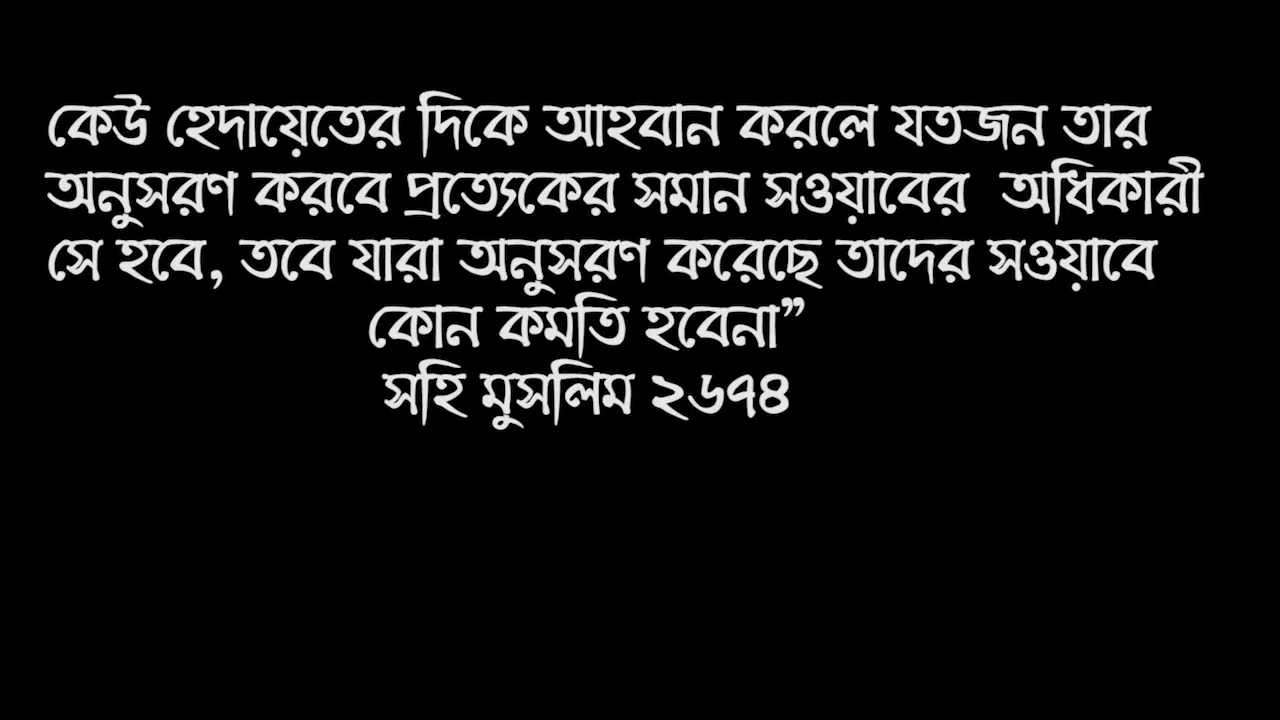 কেউ হেদায়েতের দিকে আহবান করলে যতজন তার
অনুসরণ করবে প্রত্যেকের সমান সওয়াবের অধিকারী
সে হবে, তবে যারা অনুসরণ করেছে তাদের সওয়াবে
কোন কমতি হবেনা”
সহি মুসলিম ২৬৭৪